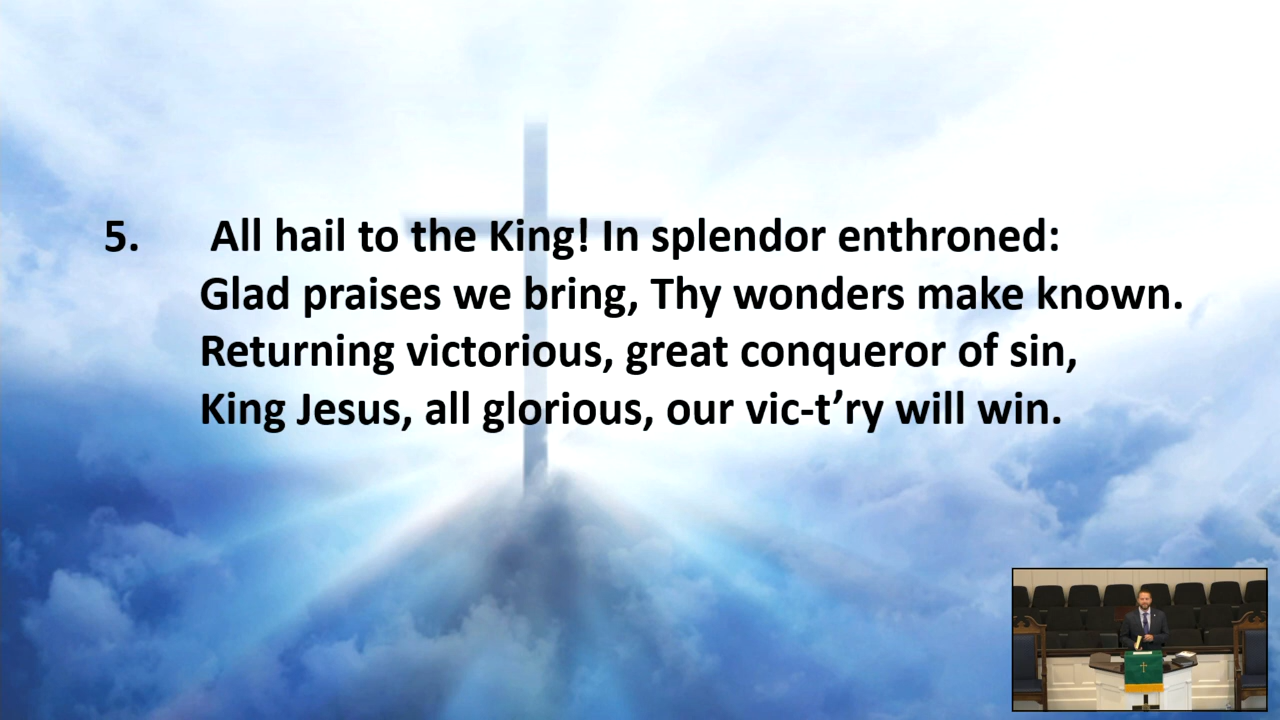 5. All hail to the King! In splendor enthroned:
Glad praises we bring, Thy wonders make known.
Returning victorious, great conqueror of sin,
King Jesus, all glorious, our vic-t’ry will win.